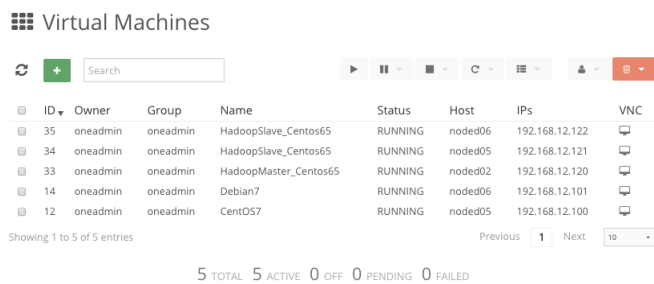 Virtual Machines
Search
ID Owner Group Name Status Host IPs VNC
35 oneadmin oneadmin HadoopSlave_Centos65 RUNNING noded06 192.168.12.122
34 oneadmin oneadmin HadoopSlave_Centos65 RUNNING noded05 192.168.12.121
33 oneadmin oneadmin HadoopMaster_Centos65 RUNNING noded02 192.168.12.120
14 oneadmin oneadmin Debian7 RUNNING noded06 192.168.12.101
12 oneadmin oneadmin CentOS7 RUNNING noded05 192.168.12.100
Showing 1 to 5 of 5 entries Previous 1 Next 10
5 TOTAL 5 ACTIVE 0 OFF 0 PENDING 0 FAILED